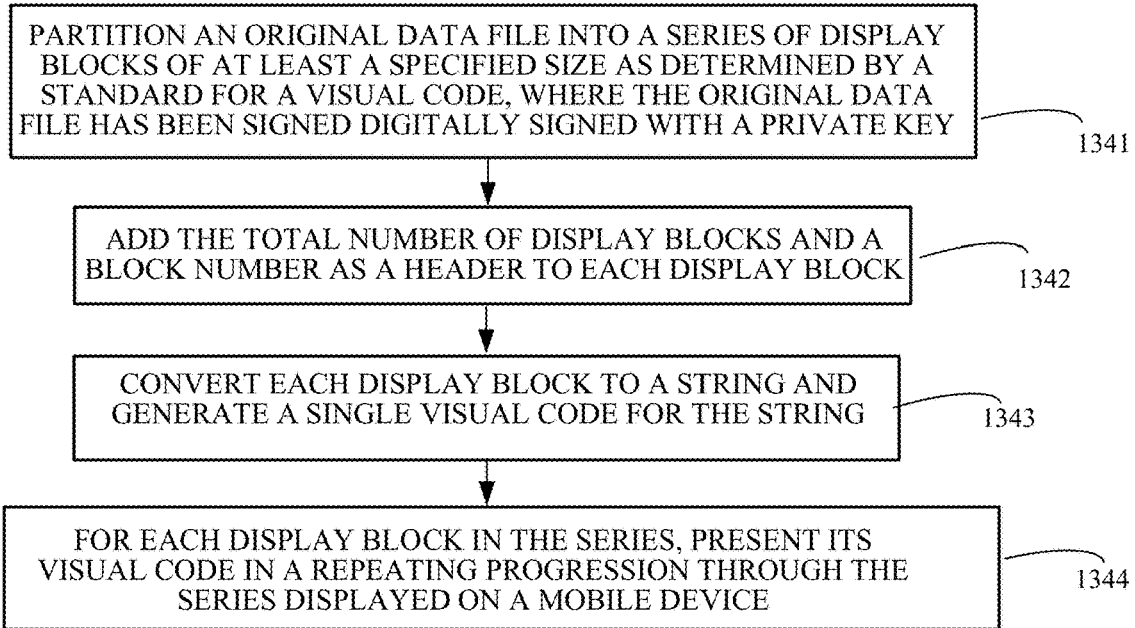 PARTITION AN ORIGINAL DATA FILE INTO A SERIES OF DISPLAY
BLOCKS OF AT LEAST A SPECIFIED SIZE AS DETERMINED BY A
STANDARD FOR A VISUAL CODE, WHERE THE ORIGINAL DATA
FILE HAS BEEN SIGNED DIGITALLY SIGNED WITH A PRIVATE KEY
1341
ADD THE TOTAL NUMBER OF DISPLAY BLOCKS AND A
BLOCK NUMBER AS A HEADER TO EACH DISPLAY BLOCK
1342
CONVERT EACH DISPLAY BLOCK TO A STRING AND
GENERATE A SINGLE VISUAL CODE FOR THE STRING
1343
FOR EACH DISPLAY BLOCK IN THE SERIES, PRESENT ITS
VISUAL CODE IN A REPEATING PROGRESSION THROUGH THE
SERIES DISPLAYED ON A MOBILE DEVICE
1344